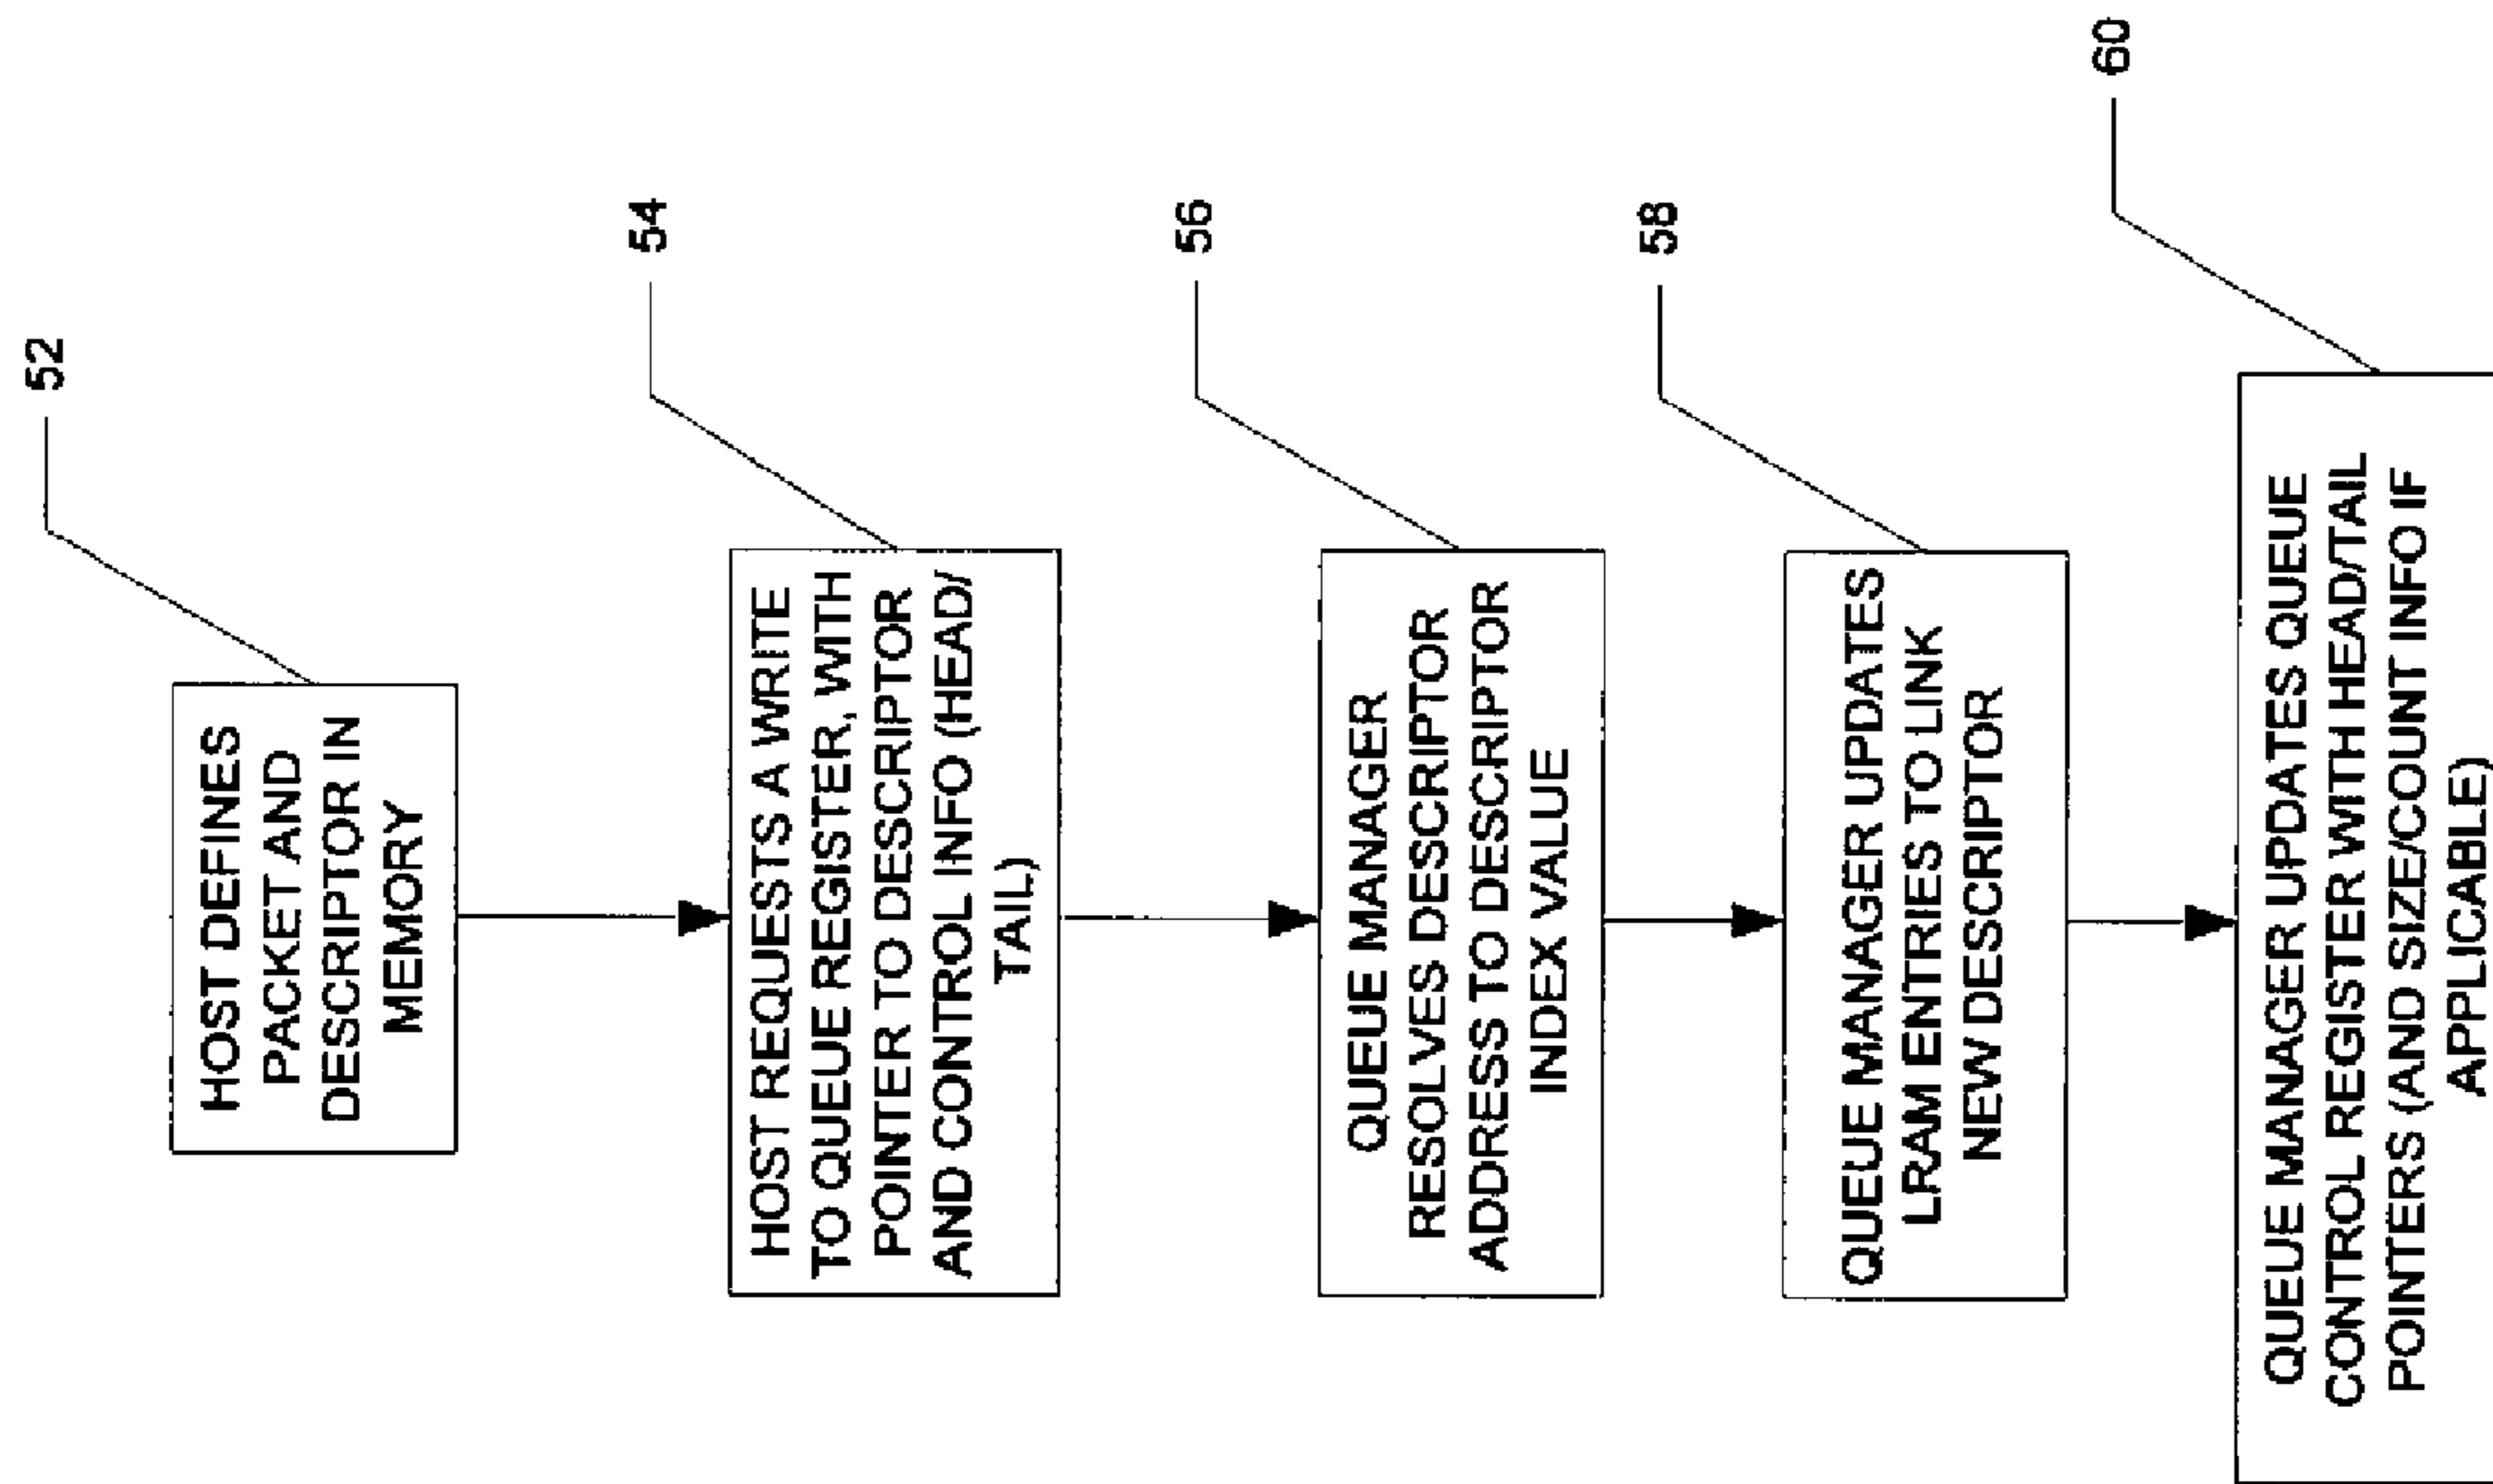 52
HOST DEFINES
PACKET AND
DESCRIPTOR IN
MEMORY
54
HOST REQUESTS A WRITE
TO QUEUE REGISTER, WITH
POINTER TO DESCRIPTOR
AND CONTROL INFO (HEAD/
TAIL)
56
QUEUE MANAGER
RESOLVES DESCRIPTOR
ADDRESS TO DESCRIPTOR
INDEX VALUE
58
QUEUE MANAGER UPDATES
LRAM ENTRIES TO LINK
NEW DESCRIPTOR
60
QUEUE MANAGER UPDATES QUEUE
CONTROL REGISTER WITH HEAD/TAIL
POINTERS (AND SIZE/COUNT INFO IF
APPLICABLE)